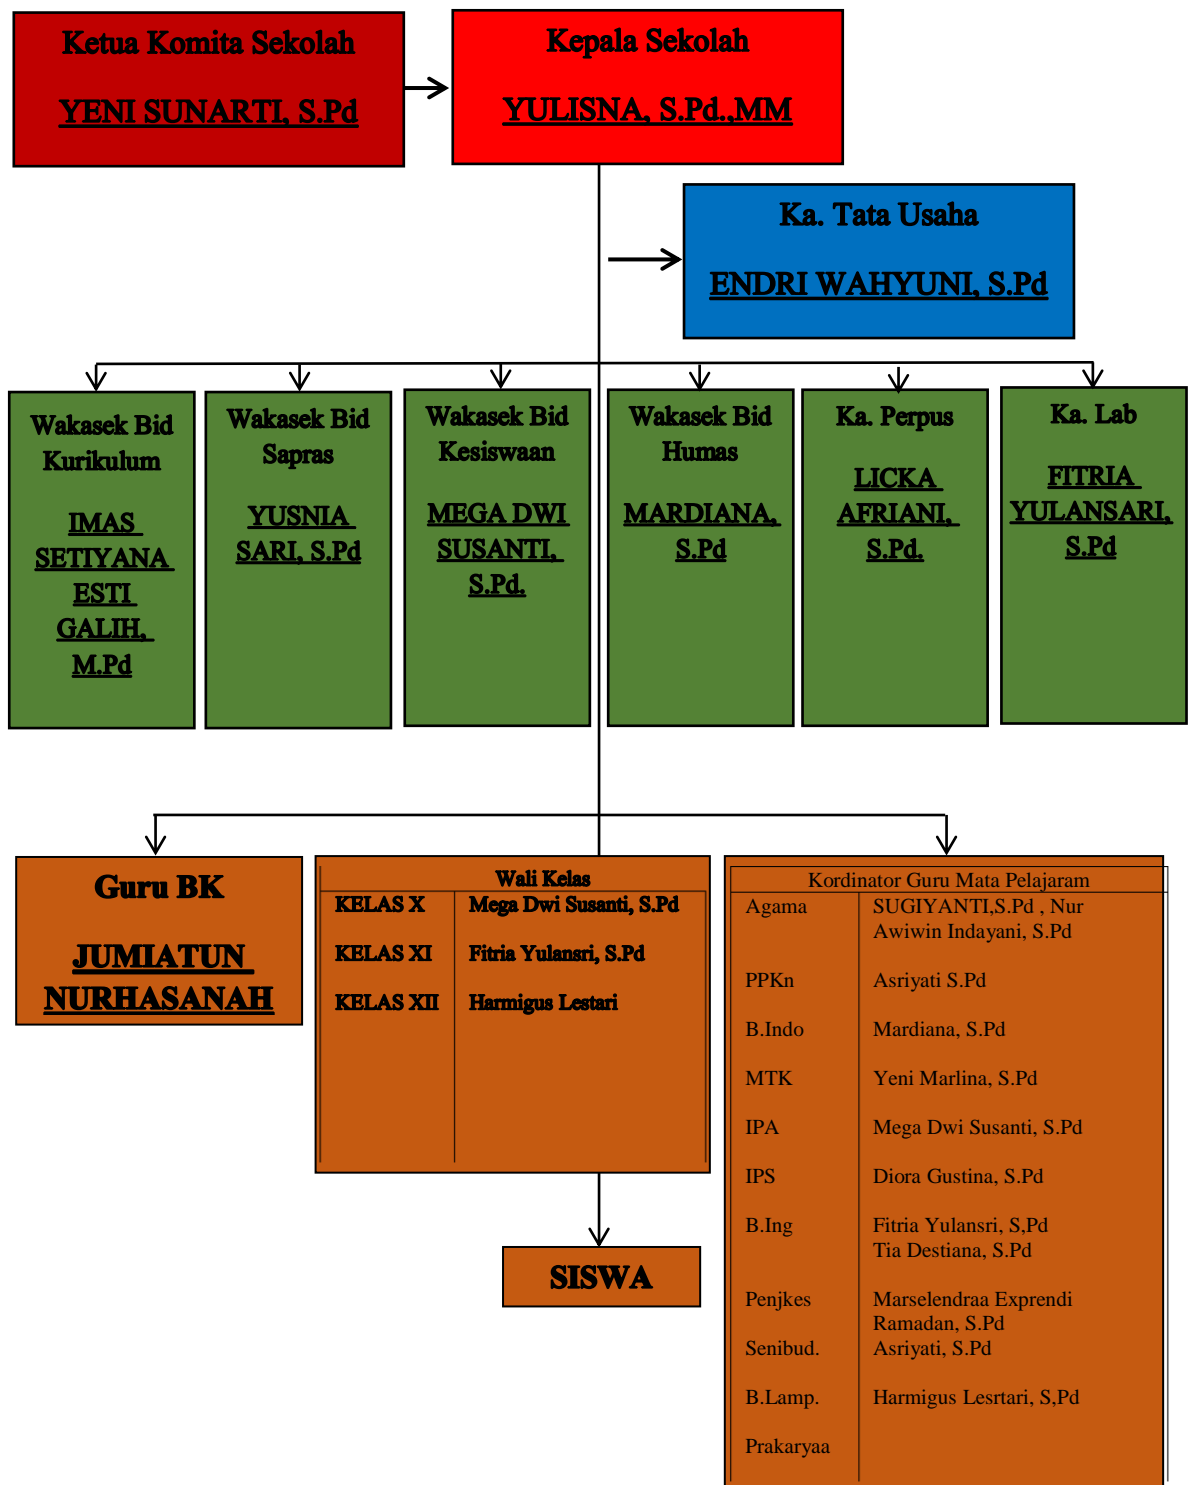 Ketua Komita Sekolah
YENI SUNARTI, S.Pd
Kepala Sekolah
YULISNA, S.Pd.,MM
Ka. Tata Usaha
ENDRI WAHYUNI, S.Pd
Wakasek Bid
Kurikulum
IMAS
SETIYANA
ESTI
GALIH,
M.Pd
Wakasek Bid
Sapras
YUSNIA
SARI, S.Pd
Wakasek Bid
Kesiswaan
MEGA DWI
SUSANTI,
S.Pd.
Wakasek Bid
Humas
MARDIANA,
S.Pd
Ka. Perpus
LICKA
AFRIANI,
S.Pd.
Ka. Lab
FITRIA
YULANSARI,
S.Pd
Guru BK
JUMIATUN
NURHASANAH
Wali Kelas
KELAS X Mega Dwi Susanti, S.Pd
KELAS XI Fitria Yulansri, S.Pd
KELAS XII Harmigus Lestari
Kordinator Guru Mata Pelajaram
Agama SUGIYANTI,S.Pd , Nur
Awiwin Indayani, S.Pd
PPKn Asriyati S.Pd
B.Indo Mardiana, S.Pd
MTK Yeni Marlina, S.Pd
IPA Mega Dwi Susanti, S.Pd
IPS Diora Gustina, S.Pd
B.Ing Fitria Yulansri, S,Pd
Tia Destiana, S.Pd
Penjkes Marselendraa Exprendi
Ramadan, S.Pd
Senibud. Asriyati, S.Pd
B.Lamp. Harmigus Lesrtari, S,Pd
Prakaryaa
SISWA